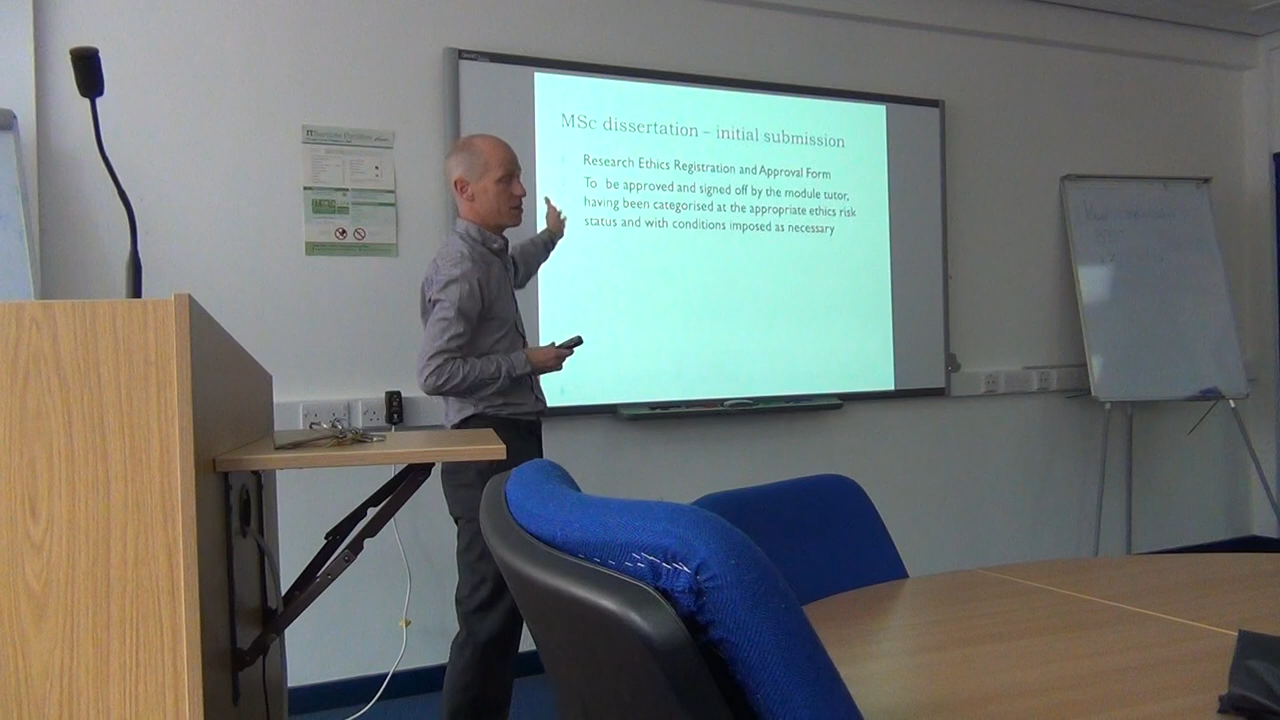 MSc dissertation – initial submission
Research Ethics Registration and Approval Form
To be approved and signed off by the module tutor,
having been categorised at the appropriate ethics risk
status and with conditions imposed as necessary